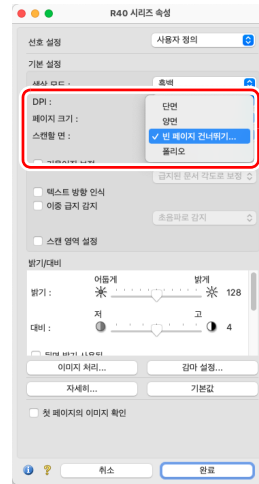 R40 시리즈 속성
선호 설정 사용자 정의
기본 설정
색상 모드 : 흑백
DPI :
단면
페이지 크기 :
양면
스캔할 면 :
✓ 빈 페이지 건너뛰기...
폴리오
급지된 문서 각도로 보정
텍스트 방향 인식
이중 급지 감지
초음파로 감지
스캔 영역 설정
밝기/대비
어둡게 밝게
밝기 : 128
저 고
대비 : 4
이미지 처리... 감마 설정...
자세히... 기본값
첫 페이지의 이미지 확인
취소 완료